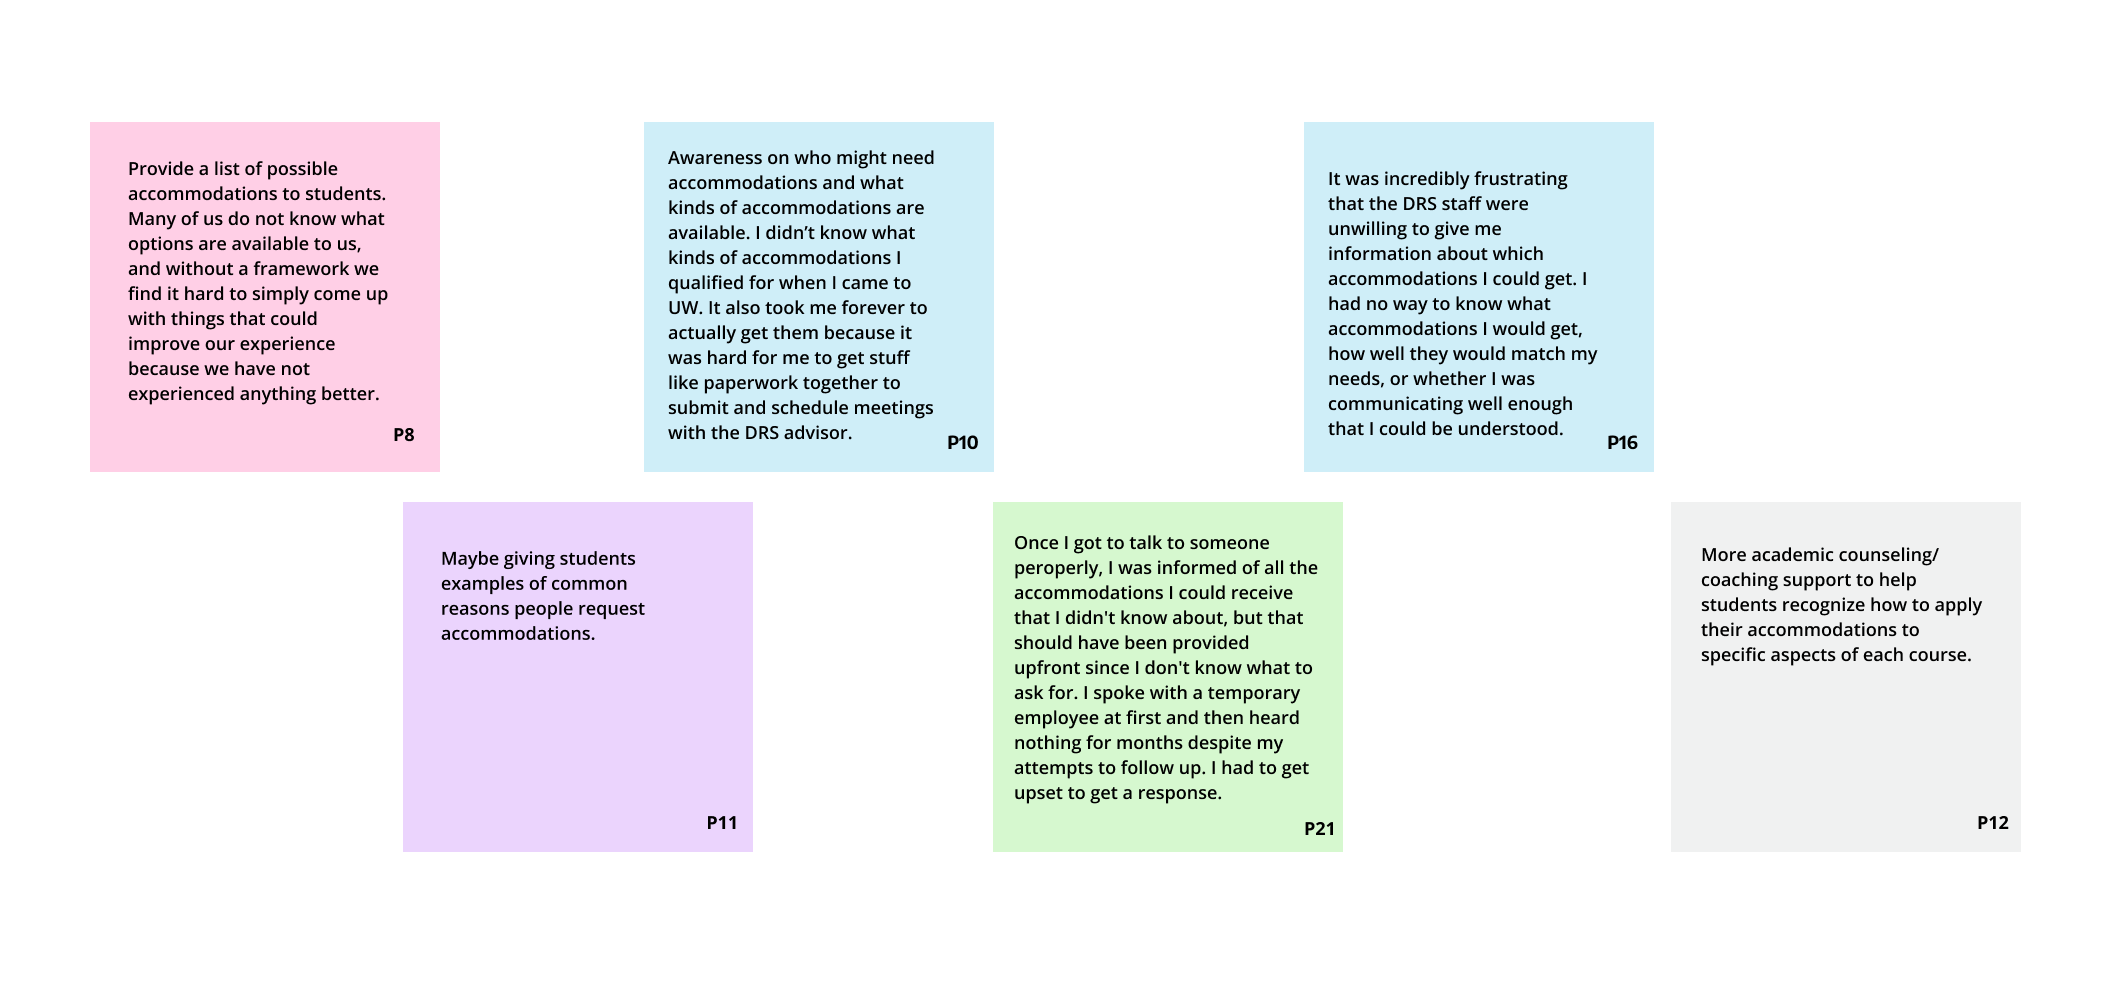 Provide a list of possible
accommodations to students.
Many of us do not know what
options are available to us,
and without a framework we
find it hard to simply come up
with things that could
improve our experience
because we have not
experienced anything better.
P8
Awareness on who might need
accommodations and what
kinds of accommodations are
available. I didn’t know what
kinds of accommodations I
qualified for when I came to
UW. It also took me forever to
actually get them because it
was hard for me to get stuff
like paperwork together to
submit and schedule meetings
with the DRS advisor.
P10
It was incredibly frustrating
that the DRS staff were
unwilling to give me
information about which
accommodations I could get. I
had no way to know what
accommodations I would get,
how well they would match my
needs, or whether I was
communicating well enough
that I could be understood.
P16
Maybe giving students
examples of common
reasons people request
accommodations.
P11
Once I got to talk to someone
peroperly, I was informed of all the
accommodations I could receive
that I didn't know about, but that
should have been provided
upfront since I don't know what to
ask for. I spoke with a temporary
employee at first and then heard
nothing for months despite my
attempts to follow up. I had to get
upset to get a response.
P21
More academic counseling/
coaching support to help
students recognize how to apply
their accommodations to
specific aspects of each course.
P12